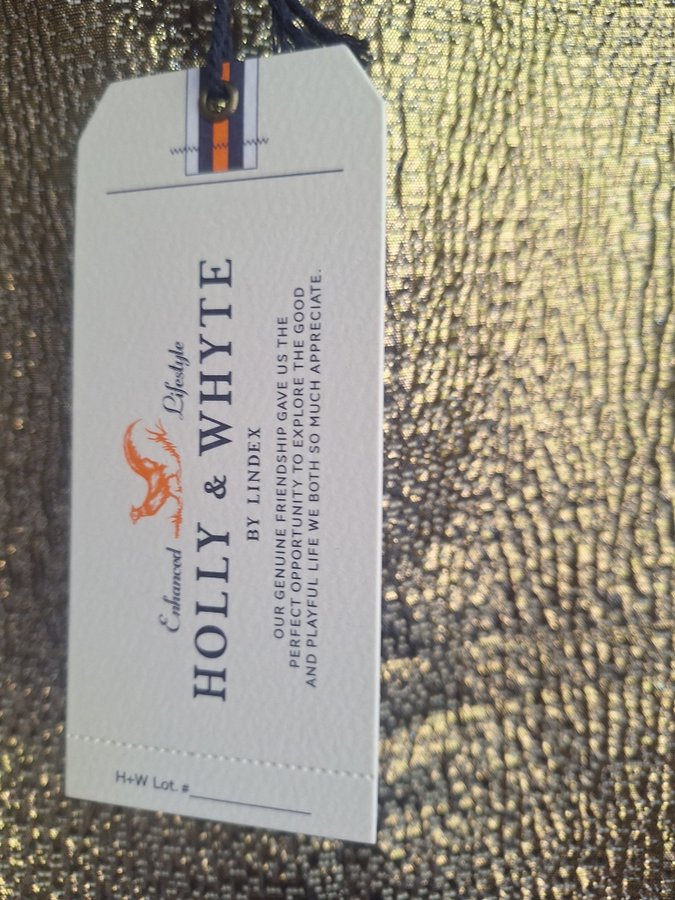 Enhanced Lifestyle
HOLLY & WHYTE
BY LINDEX
OUR GENUINE FRIENDSHIP GAVE US THE
PERFECT OPPORTUNITY TO EXPLORE THE GOOD
AND PLAYFUL LIFE WE BOTH SO MUCH APPRECIATE.
H+W Lot. #